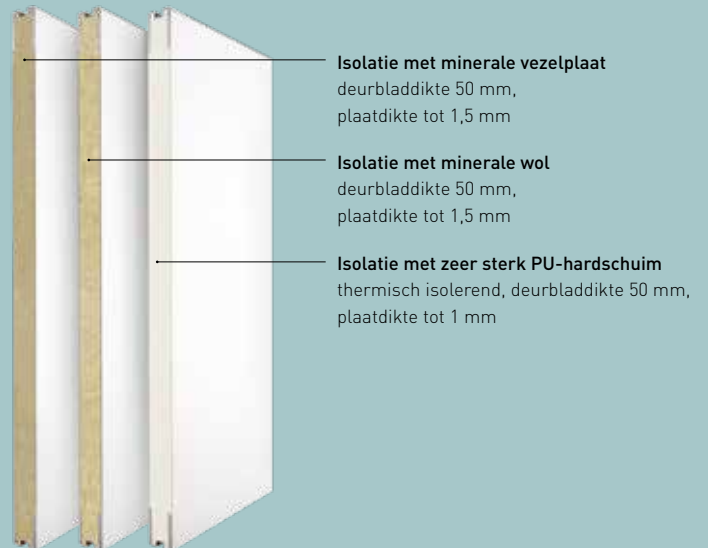 Isolatie met minerale vezelplaat
deurbladdikte 50 mm,
plaatdikte tot 1,5 mm
Isolatie met minerale wol
deurbladdikte 50 mm,
plaatdikte tot 1,5 mm
Isolatie met zeer sterk PU-hardschuim
thermisch isolerend, deurbladdikte 50 mm,
plaatdikte tot 1 mm